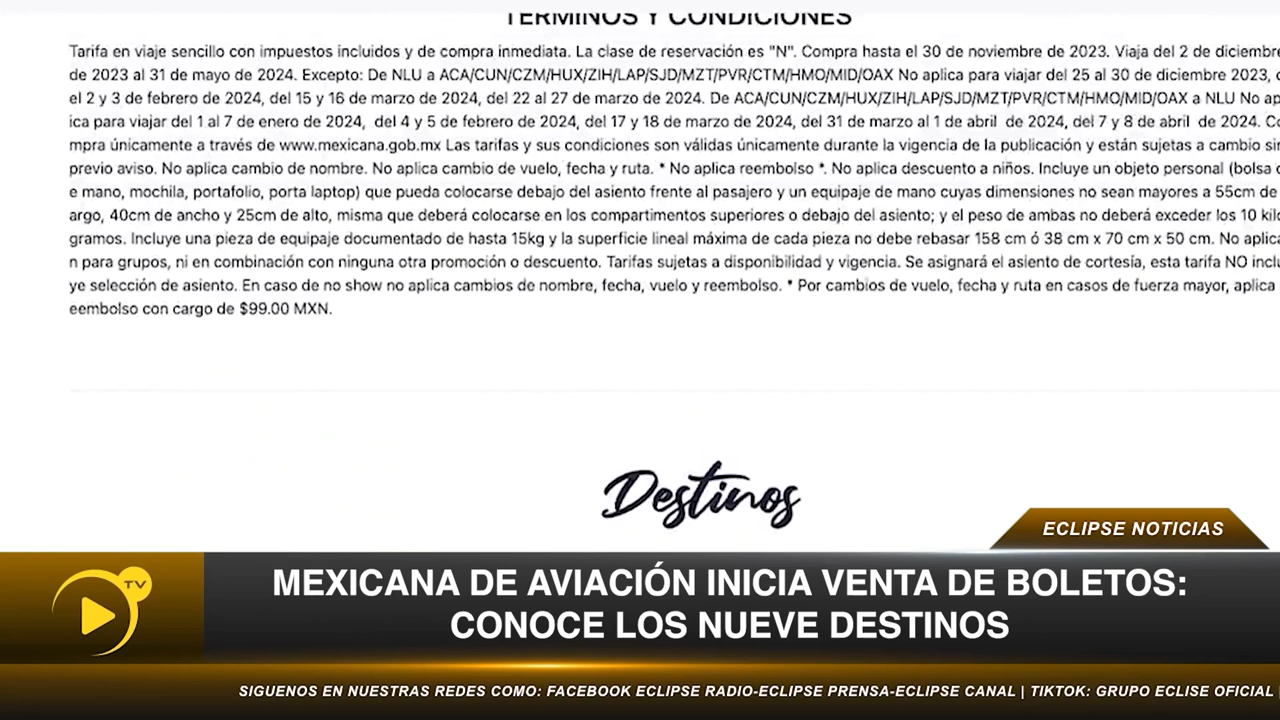 TÉRMINOS Y CONDICIONES
Tarifa en viaje sencillo con impuestos incluidos y de compra inmediata. La clase de reservación es "N". Compra hasta el 30 de noviembre de 2023. Viaja del 2 de diciembre
de 2023 al 31 de mayo de 2024. Excepto: De NLU a ACA/CUN/CZM/HUX/ZIH/LAP/SJD/MZT/PVR/CTM/HMO/MID/OAX No aplica para viajar del 25 al 30 de diciembre 2023,
el 2 y 3 de febrero de 2024, del 15 y 16 de marzo de 2024, del 22 al 27 de marzo de 2024. De ACA/CUN/CZM/HUX/ZIH/LAP/SJD/MZT/PVR/CTM/HMO/MID/OAX a NLU No ap
ica para viajar del 1 al 7 de enero de 2024, del 4 y 5 de febrero de 2024, del 17 y 18 de marzo de 2024, del 31 de marzo al 1 de abril de 2024, del 7 y 8 de abril de 2024. Co
mpra únicamente a través de www.mexicana.gob.mx Las tarifas y sus condiciones son válidas únicamente durante la vigencia de la publicación y están sujetas a cambio sin
previo aviso. No aplica cambio de nombre. No aplica cambio de vuelo, fecha y ruta. * No aplica reembolso *. No aplica descuento a niños. Incluye un objeto personal (bolsa d
e mano, mochila, portafolio, porta laptop) que pueda colocarse debajo del asiento frente al pasajero y un equipaje de mano cuyas dimensiones no sean mayores a 55cm de
argo, 40cm de ancho y 25cm de alto, misma que deberá colocarse en los compartimentos superiores o debajo del asiento; y el peso de ambas no deberá exceder los 10 kilo
gramos. Incluye una pieza de equipaje documentado de hasta 15kg y la superficie lineal máxima de cada pieza no debe rebasar 158 cm ó 38 cm x 70 cm x 50 cm. No aplica
n para grupos, ni en combinación con ninguna otra promoción o descuento. Tarifas sujetas a disponibilidad y vigencia. Se asignará el asiento de cortesía, esta tarifa NO inclu
ye selección de asiento. En caso de no show no aplica cambios de nombre, fecha, vuelo y reembolso. * Por cambios de vuelo, fecha y ruta en casos de fuerza mayor, aplica
eembolso con cargo de $99.00 MXN.
Destinos
ECLIPSE NOTICIAS
TV
MEXICANA DE AVIACIÓN INICIA VENTA DE BOLETOS:
CONOCE LOS NUEVE DESTINOS
SIGUENOS EN NUESTRAS REDES COMO: FACEBOOK ECLIPSE RADIO-ECLIPSE PRENSA-ECLIPSE CANAL | TIKTOK: GRUPO ECLISE OFICIAL |